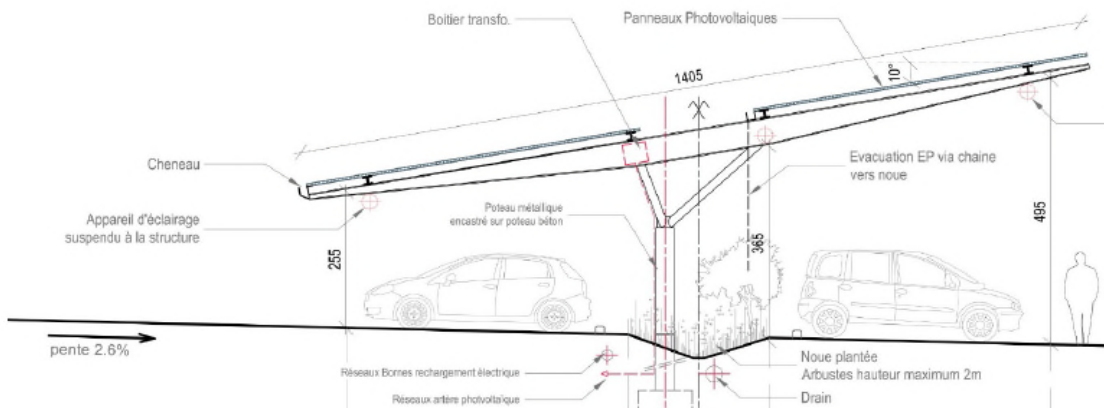 Boitier transfo.
Panneaux Photovoltaiques
1405
10°
Cheneau
Evacuation EP via chaine
vers noue
Poteau métallique
encastré sur poteau béton
Appareil d'éclairage
suspendu à la structure
255
365
495
pente 2.6%
Réseaux Bornes rechargement électrique
Noue plantée
Arbustes hauteur maximum 2m
Réseaux artère photvoltaïque
Drain